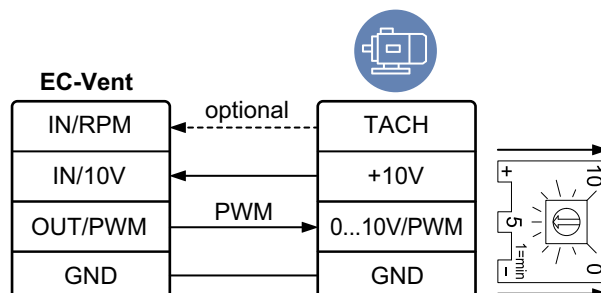 EC-Vent
optional
IN/RPM
TACH
IN/10V
+10V
OUT/PWM
PWM
0...10V/PWM
GND
GND
+
5
-
1=min
10
0